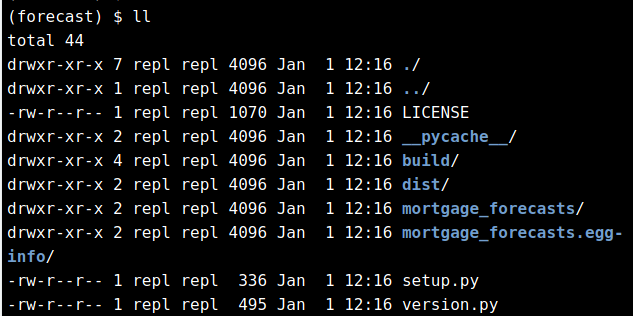 (forecast) $ ll
total 44
drwxr-xr-x 7 repl repl 4096 Jan  1 12:16 ./
drwxr-xr-x 1 repl repl 4096 Jan  1 12:16 ../
-rw-r--r-- 1 repl repl 1070 Jan  1 12:16 LICENSE
drwxr-xr-x 2 repl repl 4096 Jan  1 12:16 __pycache__/
drwxr-xr-x 4 repl repl 4096 Jan  1 12:16 build/
drwxr-xr-x 2 repl repl 4096 Jan  1 12:16 dist/
drwxr-xr-x 2 repl repl 4096 Jan  1 12:16 mortgage_forecasts/
drwxr-xr-x 2 repl repl 4096 Jan  1 12:16 mortgage_forecasts.egg-
info/
-rw-r--r-- 1 repl repl  336 Jan  1 12:16 setup.py
-rw-r--r-- 1 repl repl  495 Jan  1 12:16 version.py